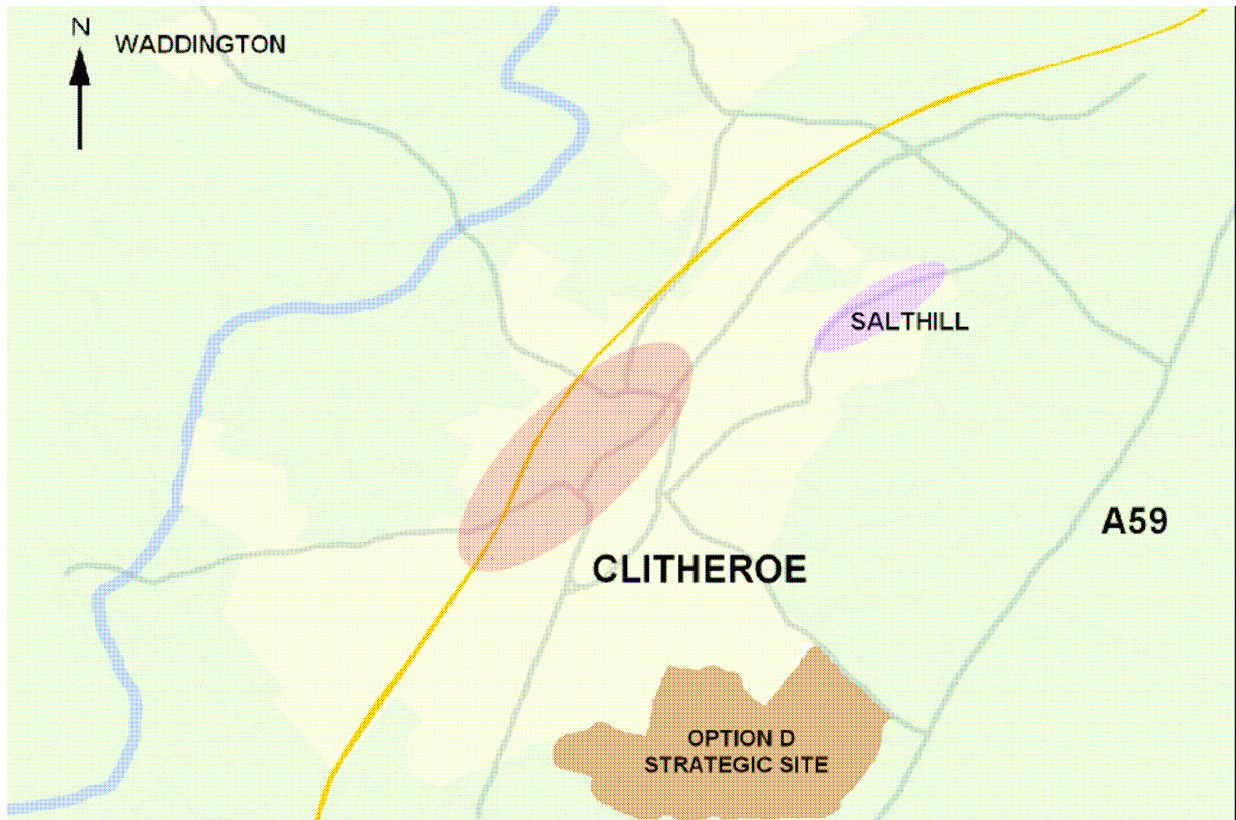 N
WADDINGTON
SALTHILL
A59
CLITHEROE
OPTION D
STRATEGIC SITE